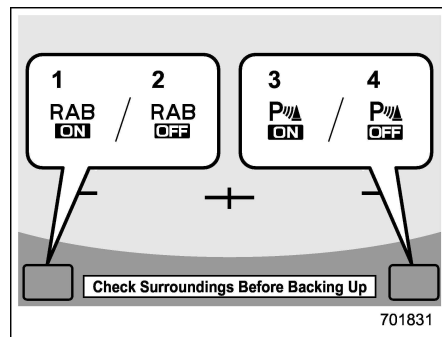 1 2 3 4
RAB ON / RAB OFF P ON / P OFF
Check Surroundings Before Backing Up
701831